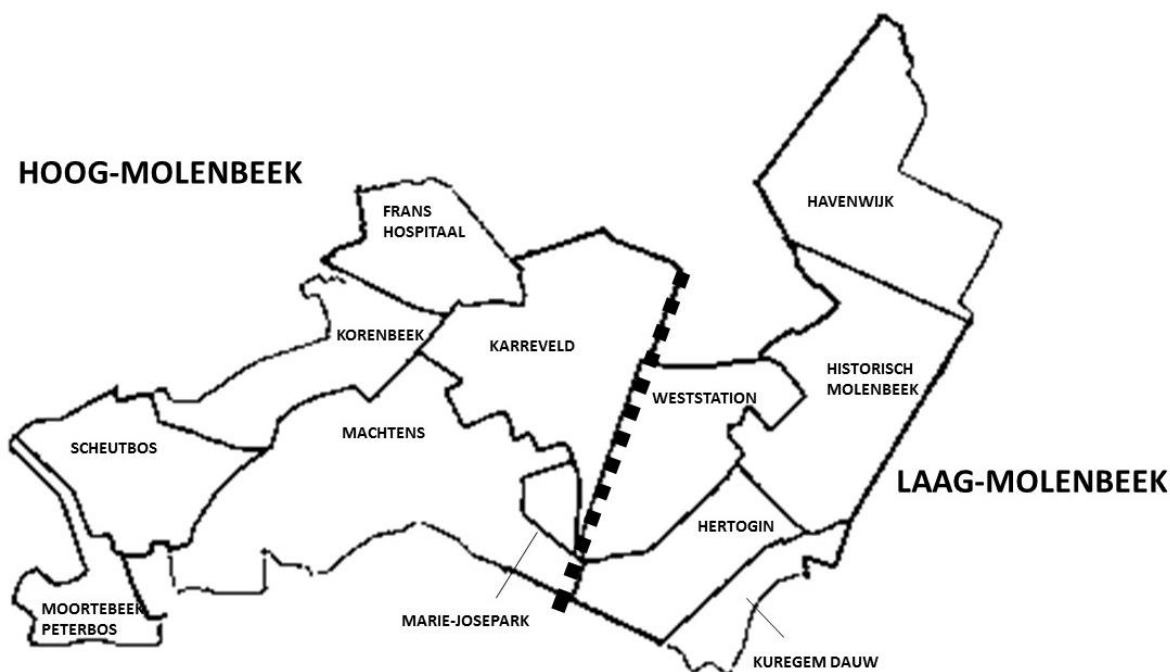 HOOG-MOLENBEEK
FRANS
HOSPITAAL
HAVENWIJK
KORENBEEK
KARREVELD
HISTORISCH
MOLENBEEK
WESTSTATION
MACHTENS
SCHEUTBOS
LAAG-MOLENBEEK
HERTOGIN
MOORTEBEEK
PETERBOS
MARIE-JOSEPARK
KUREGEM DAUW